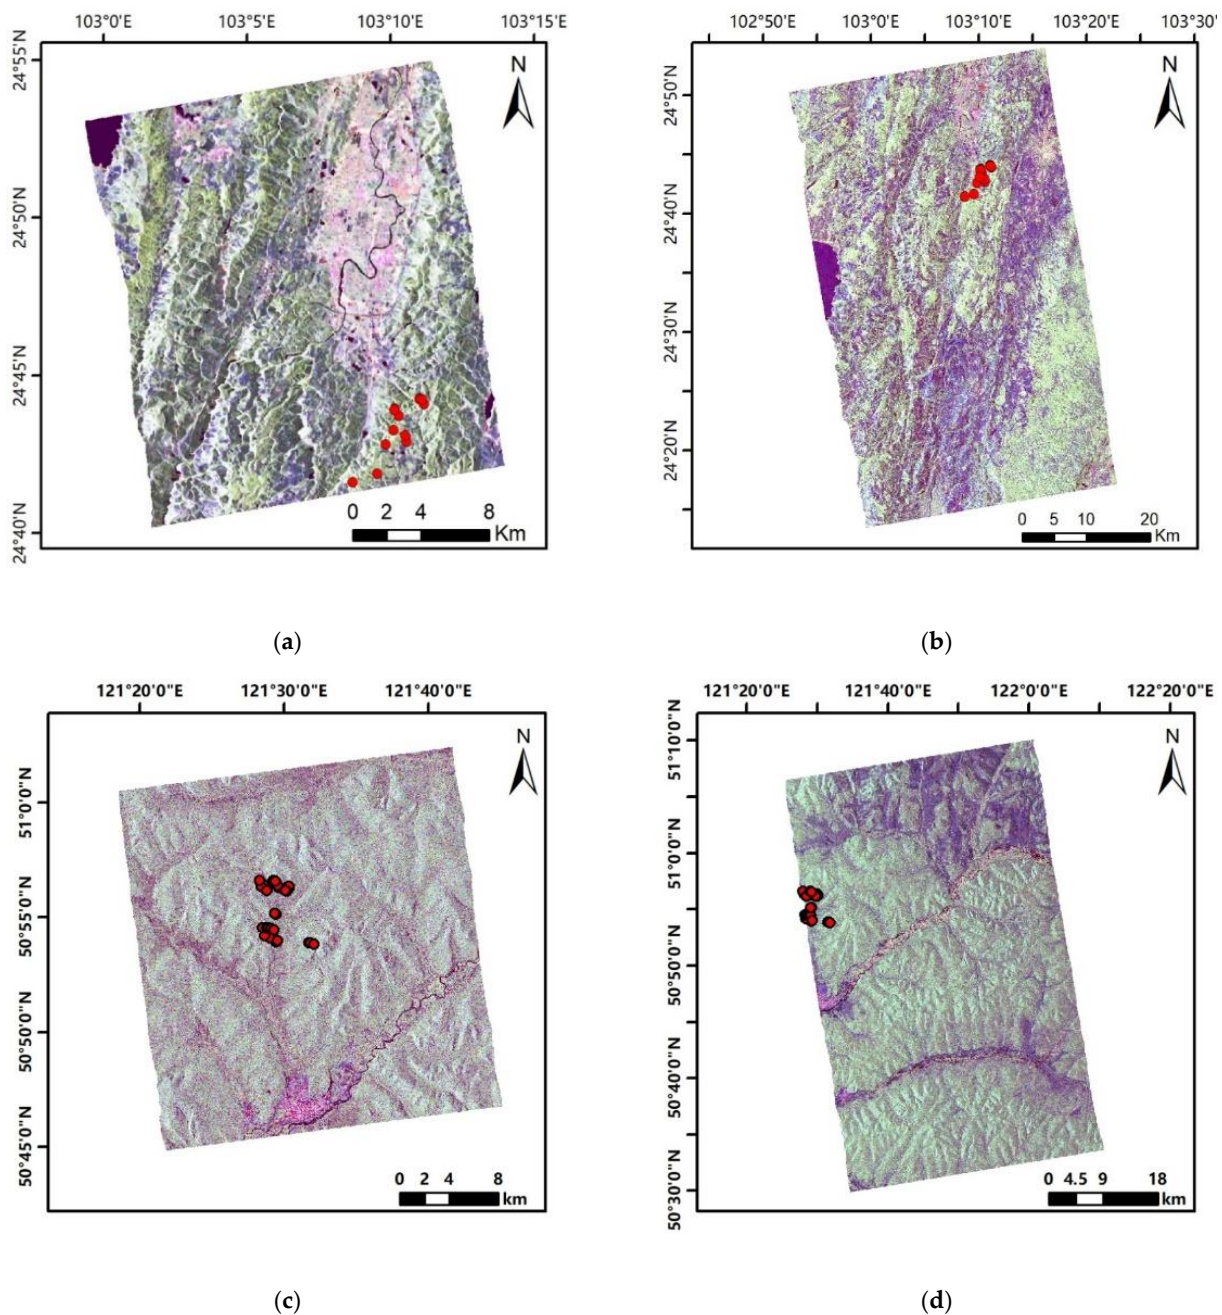 103°0'E 103°5'E 103°10'E 103°15'E
24°55'N
24°50'N
24°45'N
24°40'N
N
0 2 4 8
Km
(a)
102°50'E 103°0'E 103°10'E 103°20'E 103°30'E
24°50'N
24°40'N
24°30'N
24°20'N
N
0 5 10 20
Km
(b)
121°20'0"E 121°30'0"E 121°40'0"E
51°0'0"N
50°55'0"N
50°50'0"N
50°45'0"N
N
0 2 4 8
km
(c)
121°20'0"E 121°40'0"E 122°0'0"E 122°20'0"E
51°10'0"N
51°0'0"N
50°50'0"N
50°40'0"N
50°30'0"N
N
0 4.5 9 18
km
(d)